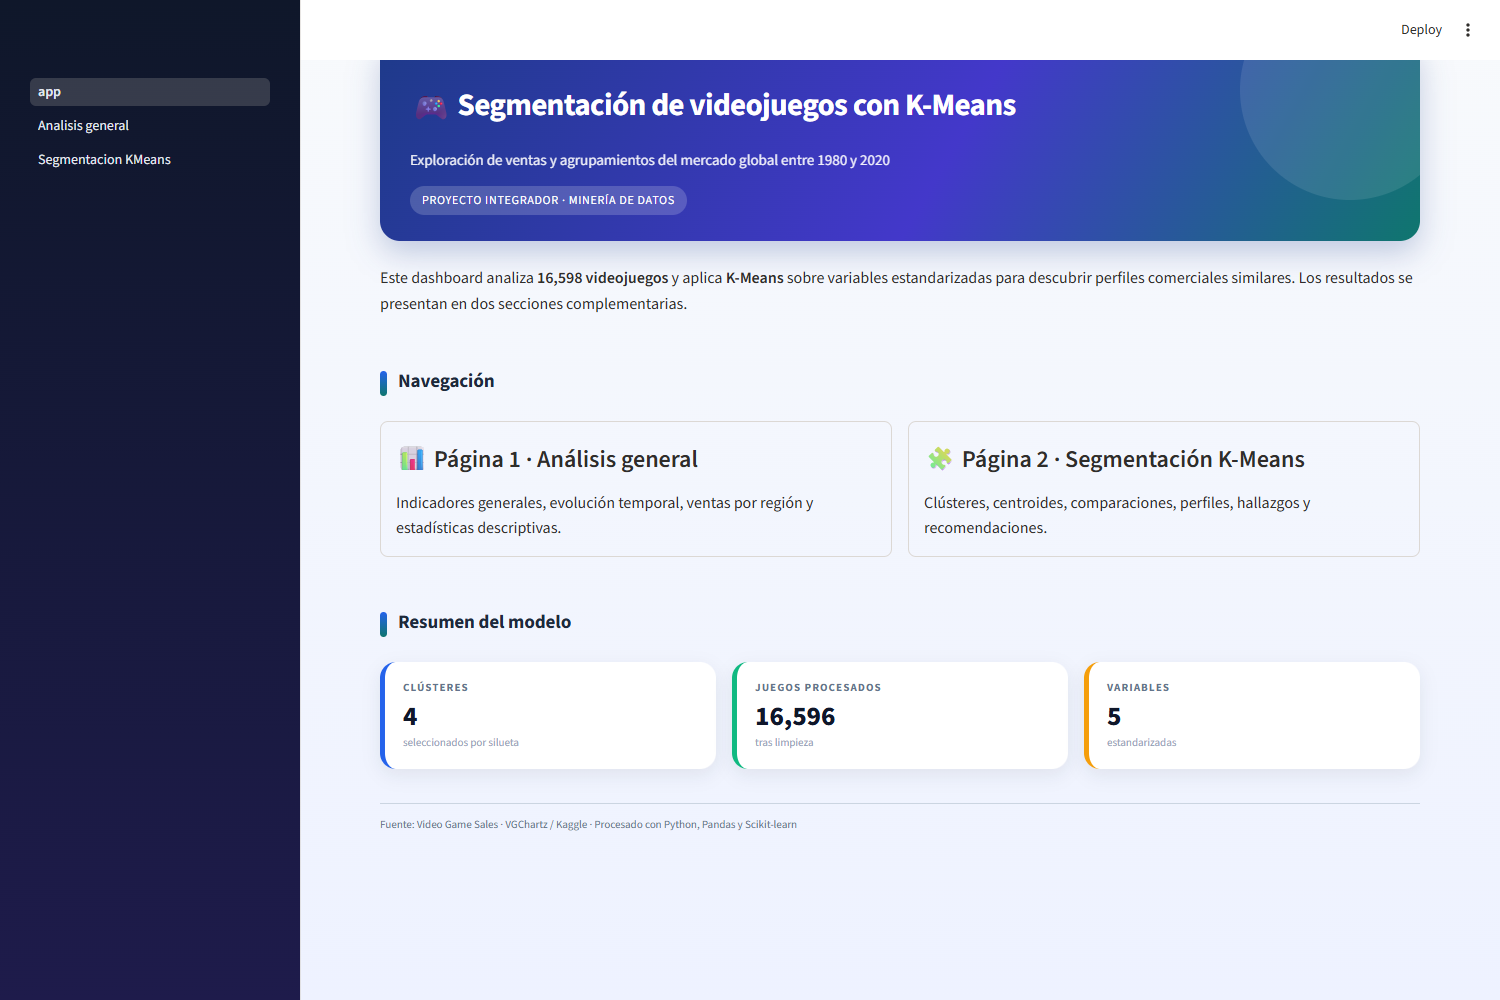 Deploy
app
Analisis general
Segmentacion KMeans
Segmentación de videojuegos con K-Means
Exploración de ventas y agrupamientos del mercado global entre 1980 y 2020
PROYECTO INTEGRADOR · MINERÍA DE DATOS
Este dashboard analiza 16,598 videojuegos y aplica K-Means sobre variables estandarizadas para descubrir perfiles comerciales similares. Los resultados se
presentan en dos secciones complementarias.
Navegación
Página 1 · Análisis general
Indicadores generales, evolución temporal, ventas por región y
estadísticas descriptivas.
Página 2 · Segmentación K-Means
Clústeres, centroides, comparaciones, perfiles, hallazgos y
recomendaciones.
Resumen del modelo
CLÚSTERES
4
seleccionados por silueta
JUEGOS PROCESADOS
16,596
tras limpieza
VARIABLES
5
estandarizadas
Fuente: Video Game Sales · VGChartz / Kaggle · Procesado con Python, Pandas y Scikit-learn